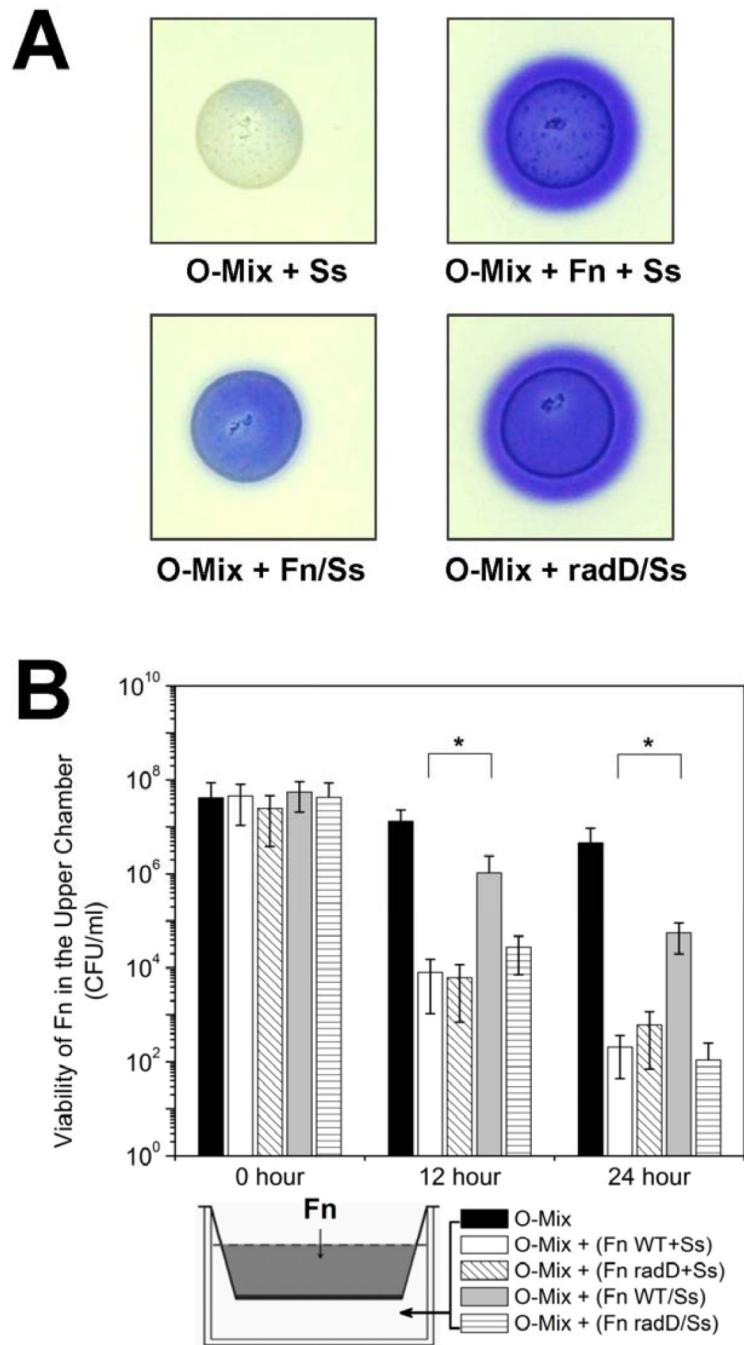 A
O-Mix + Ss
O-Mix + Fn + Ss
O-Mix + Fn/Ss
O-Mix + radD/Ss
B
Viability of Fn in the Upper Chamber
(CFU/ml)
10^10
10^8
10^6
10^4
10^2
10^0
*
*
0 hour
12 hour
24 hour
Fn
O-Mix
O-Mix + (Fn WT+Ss)
O-Mix + (Fn radD+Ss)
O-Mix + (Fn WT/Ss)
O-Mix + (Fn radD/Ss)